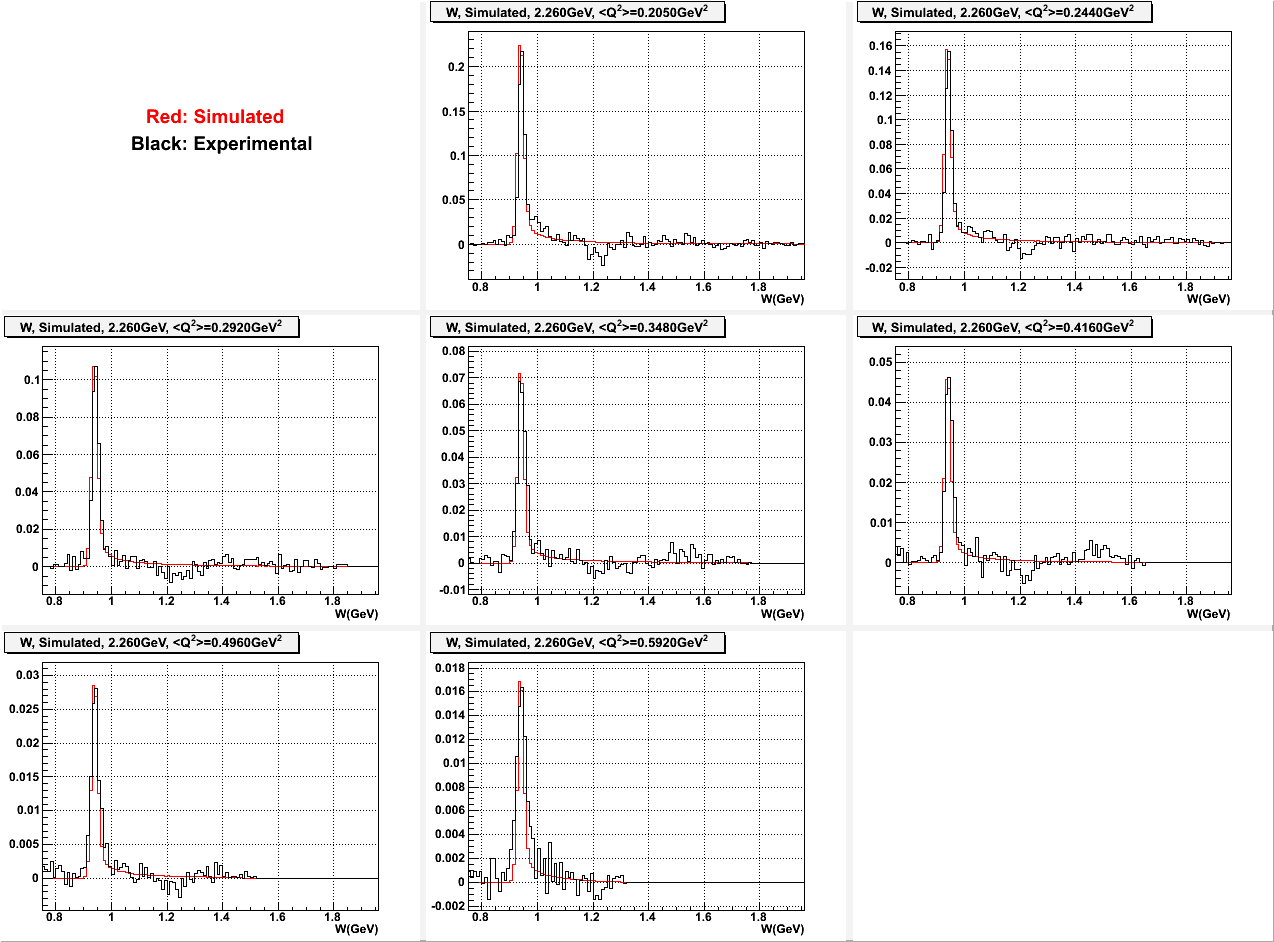 Red: Simulated
Black: Experimental
W, Simulated, 2.260GeV, <Q²>=0.2050GeV²
0.2
0.15
0.1
0.05
0
0.8 1 1.2 1.4 1.6 1.8
W(GeV)
W, Simulated, 2.260GeV, <Q²>=0.2440GeV²
0.16
0.14
0.12
0.1
0.08
0.06
0.04
0.02
0
-0.02
0.8 1 1.2 1.4 1.6 1.8
W(GeV)
W, Simulated, 2.260GeV, <Q²>=0.2920GeV²
0.1
0.08
0.06
0.04
0.02
0
0.8 1 1.2 1.4 1.6 1.8
W(GeV)
W, Simulated, 2.260GeV, <Q²>=0.3480GeV²
0.08
0.07
0.06
0.05
0.04
0.03
0.02
0.01
0
-0.01
0.8 1 1.2 1.4 1.6 1.8
W(GeV)
W, Simulated, 2.260GeV, <Q²>=0.4160GeV²
0.05
0.04
0.03
0.02
0.01
0
0.8 1 1.2 1.4 1.6 1.8
W(GeV)
W, Simulated, 2.260GeV, <Q²>=0.4960GeV²
0.03
0.025
0.02
0.015
0.01
0.005
0
0.8 1 1.2 1.4 1.6 1.8
W(GeV)
W, Simulated, 2.260GeV, <Q²>=0.5920GeV²
0.018
0.016
0.014
0.012
0.01
0.008
0.006
0.004
0.002
0
-0.002
0.8 1 1.2 1.4 1.6 1.8
W(GeV)